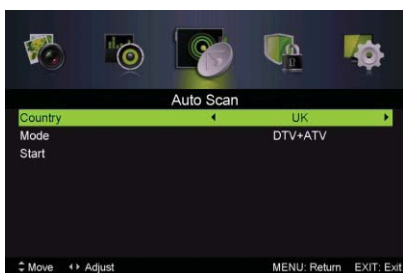 Auto Scan
Country UK
Mode DTV+ATV
Start
Move Adjust MENU: Return EXIT: Exit